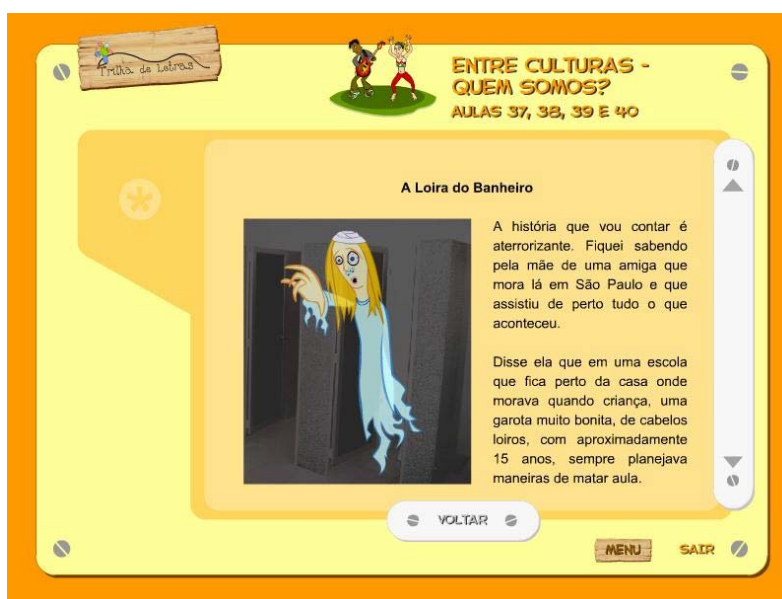 Trilha de Letras
ENTRE CULTURAS -
QUEM SOMOS?
AULAS 37, 38, 39 E 40
A Loira do Banheiro
A história que vou contar é
aterrorizante. Fiquei sabendo
pela mãe de uma amiga que
mora lá em São Paulo e que
assistiu de perto tudo o que
aconteceu.
Disse ela que em uma escola
que fica perto da casa onde
morava quando criança, uma
garota muito bonita, de cabelos
loiros, com aproximadamente
15 anos, sempre planejava
maneiras de matar aula.
VOLTAR
MENU
SAIR